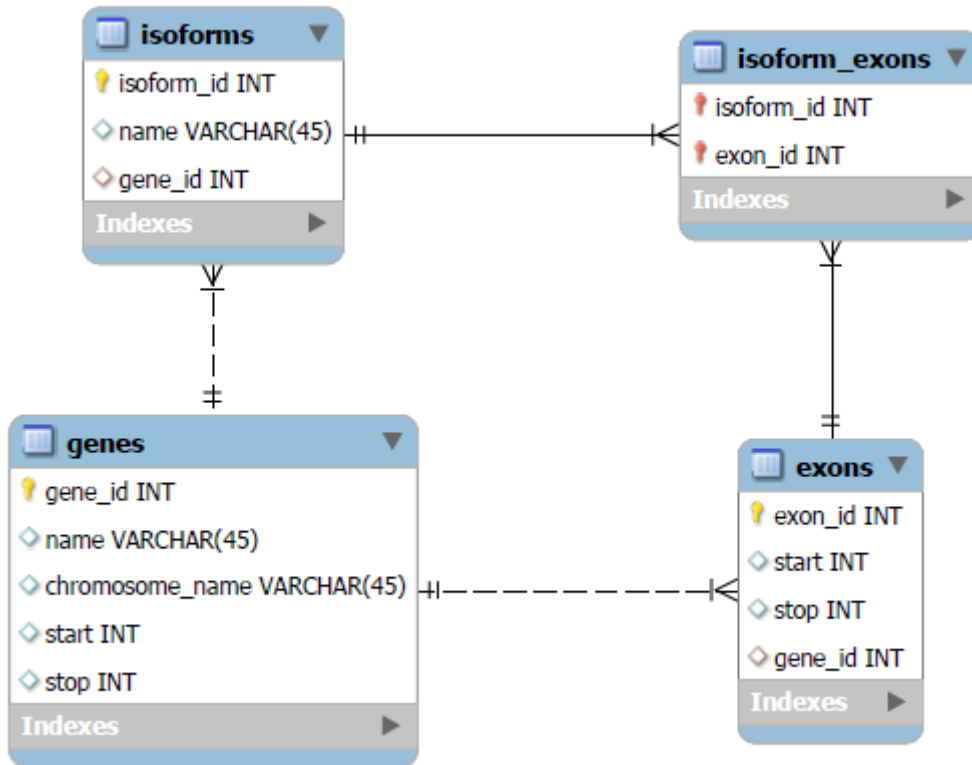 isoforms
isoform_id INT
name VARCHAR(45)
gene_id INT
Indexes
isoform_exons
isoform_id INT
exon_id INT
Indexes
genes
gene_id INT
name VARCHAR(45)
chromosome_name VARCHAR(45)
start INT
stop INT
Indexes
exons
exon_id INT
start INT
stop INT
gene_id INT
Indexes